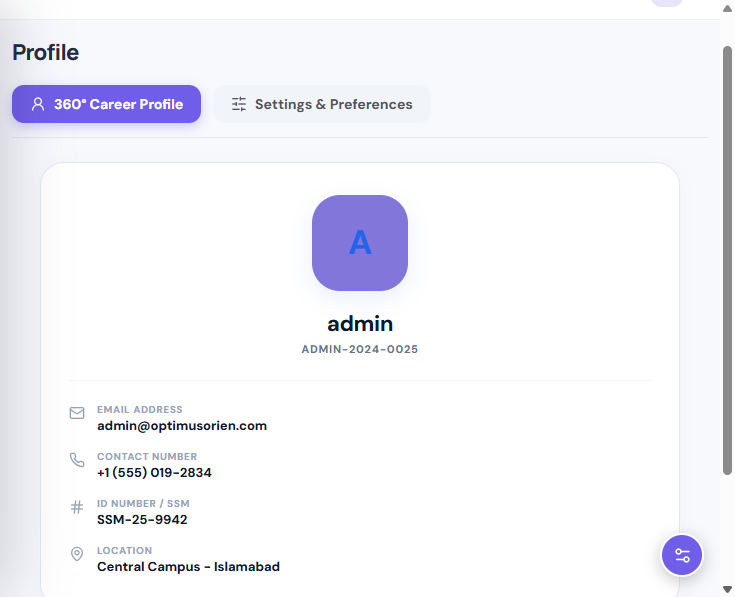 Profile
360° Career Profile
Settings & Preferences
A
admin
ADMIN-2024-0025
EMAIL ADDRESS
admin@optimusorien.com
CONTACT NUMBER
+1 (555) 019-2834
ID NUMBER / SSM
SSM-25-9942
LOCATION
Central Campus - Islamabad